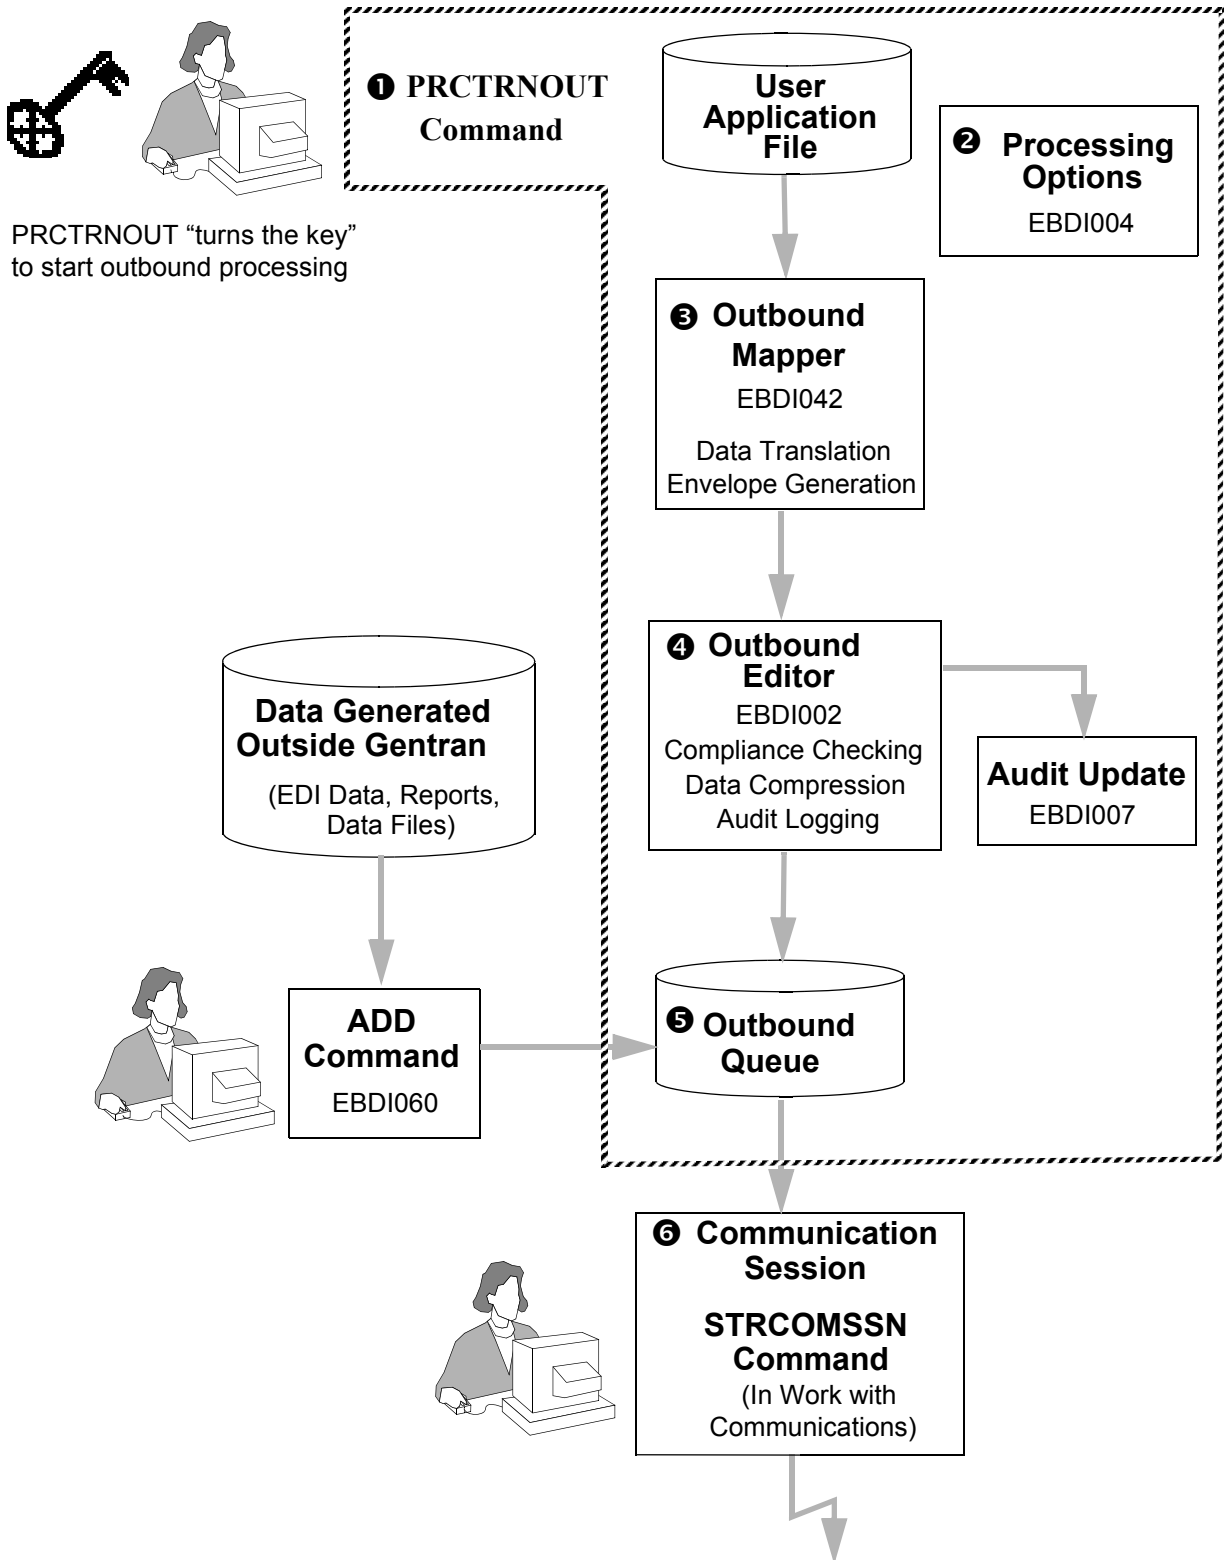 ❶ PRCTRNOUT
Command
PRCTRNOUT “turns the key”
to start outbound processing
User
Application
File
❷ Processing
Options
EBDI004
❸ Outbound
Mapper
EBDI042
Data Translation
Envelope Generation
❹ Outbound
Editor
EBDI002
Compliance Checking
Data Compression
Audit Logging
Audit Update
EBDI007
Data Generated
Outside Gentran
(EDI Data, Reports,
Data Files)
ADD
Command
EBDI060
❺ Outbound
Queue
❻ Communication
Session
STRCOMSSN
Command
(In Work with
Communications)